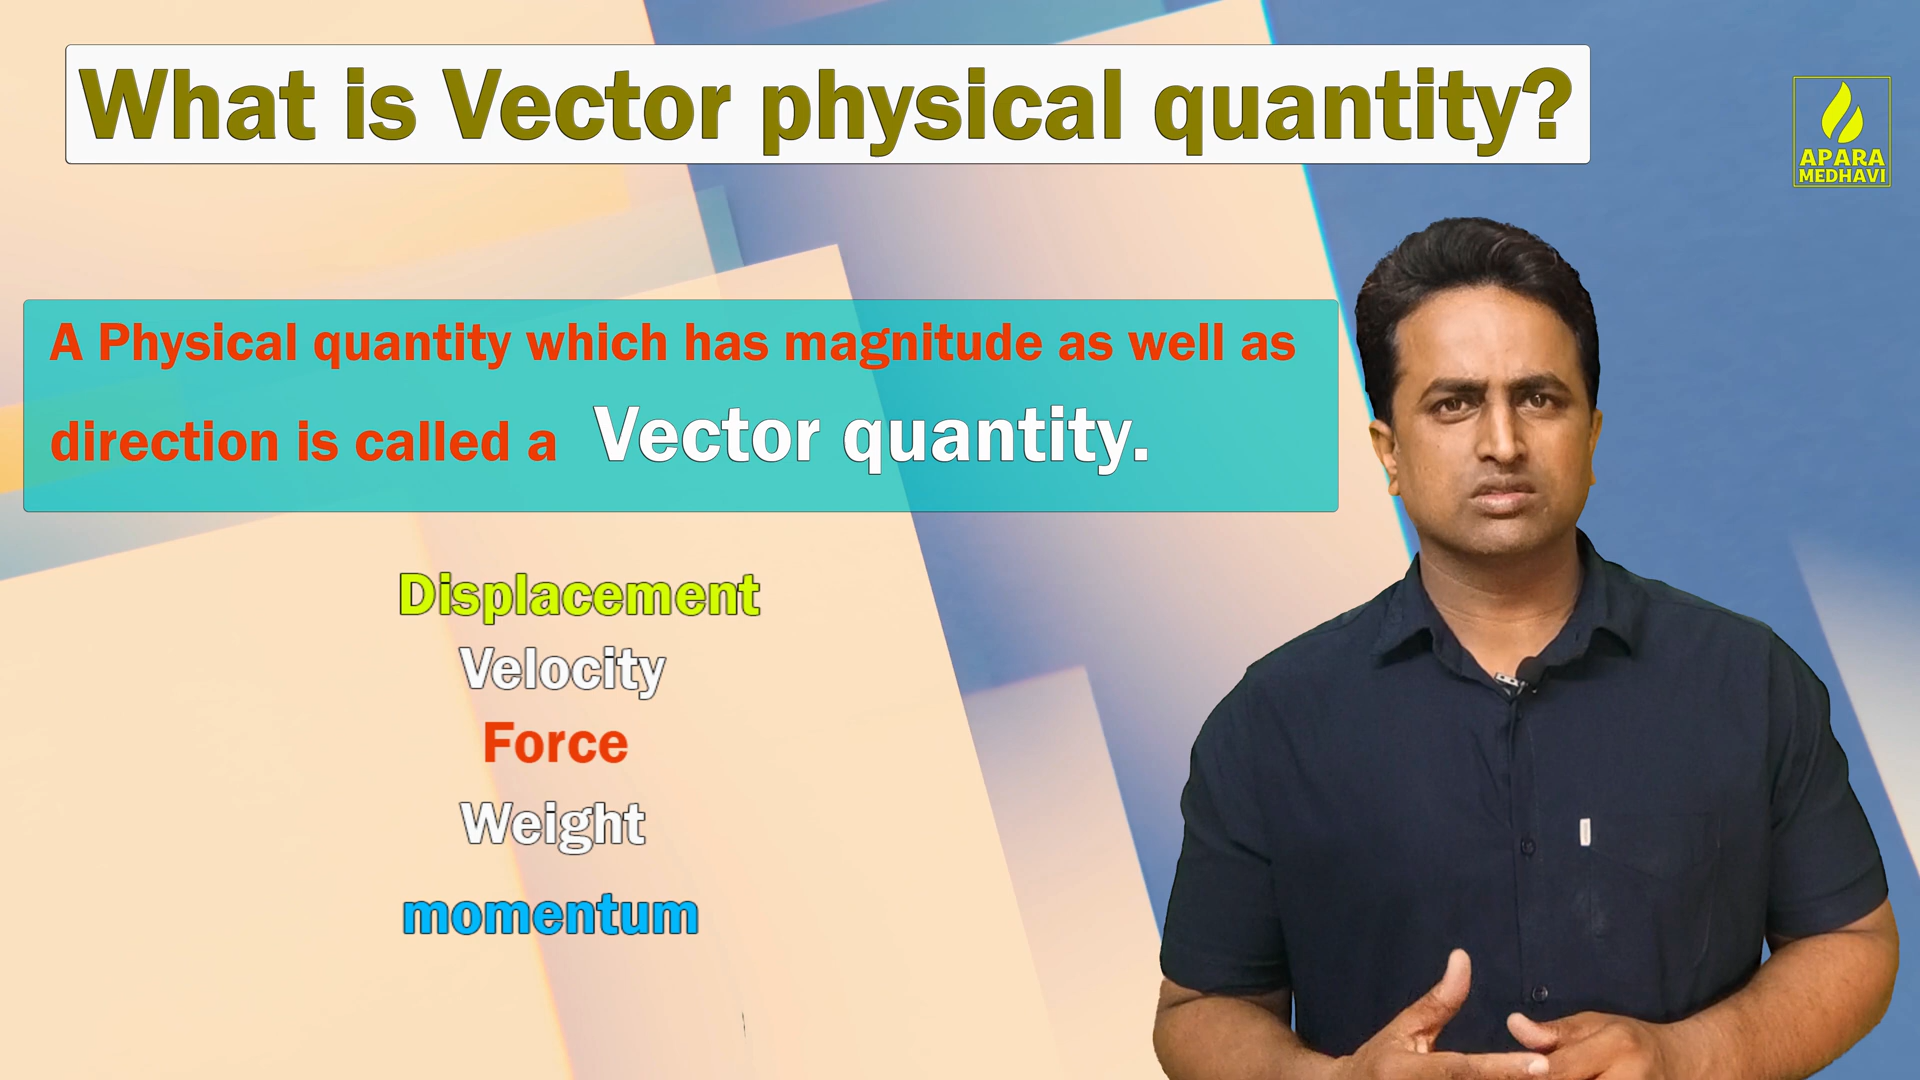 What is Vector physical quantity?
APARA
MEDHAVI
A Physical quantity which has magnitude as well as
direction is called a Vector quantity.
Displacement
Velocity
Force
Weight
momentum